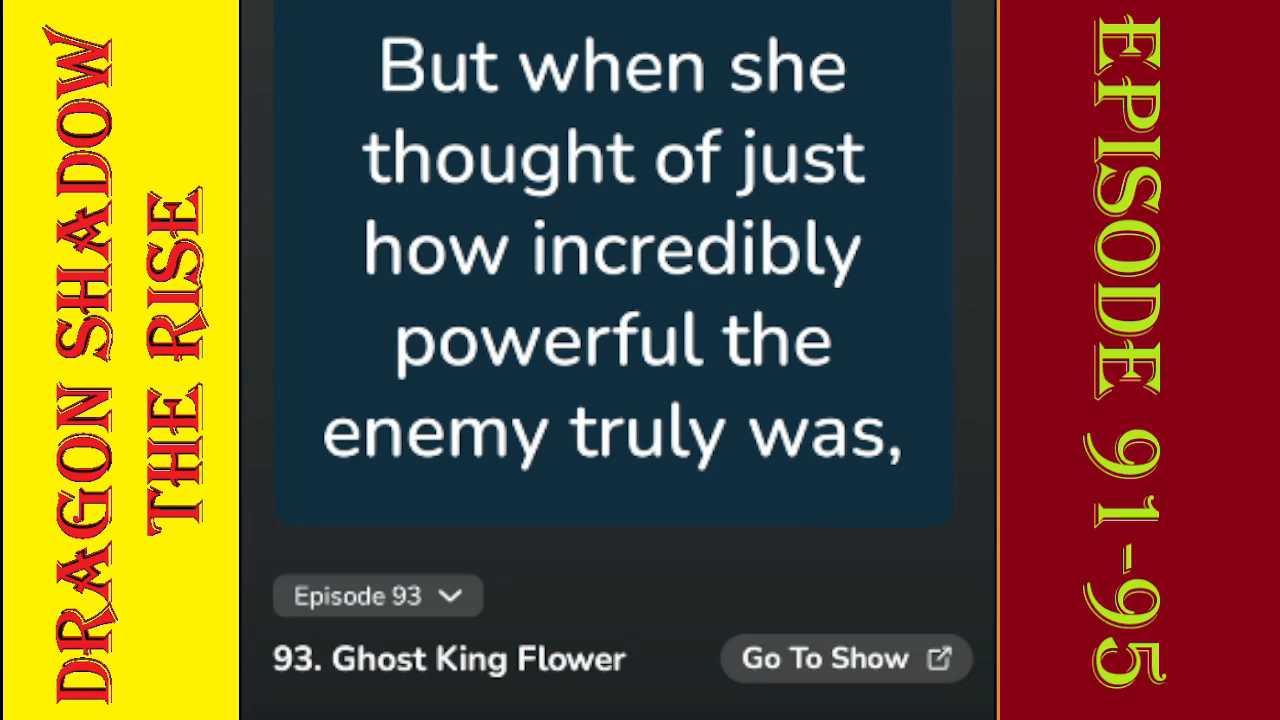 DRAGON SHADOW
THE RISE
But when she
thought of just
how incredibly
powerful the
enemy truly was,
Episode 93
93. Ghost King Flower
Go To Show
EPISODE 91-95